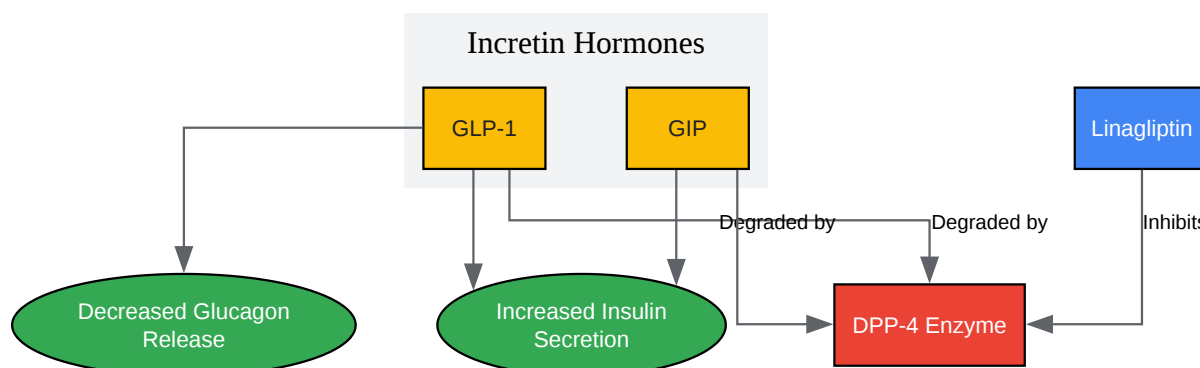 Incretin Hormones
GLP-1
GIP
Linagliptin
Degraded by
Degraded by
Inhibits
Decreased Glucagon
Release
Increased Insulin
Secretion
DPP-4 Enzyme